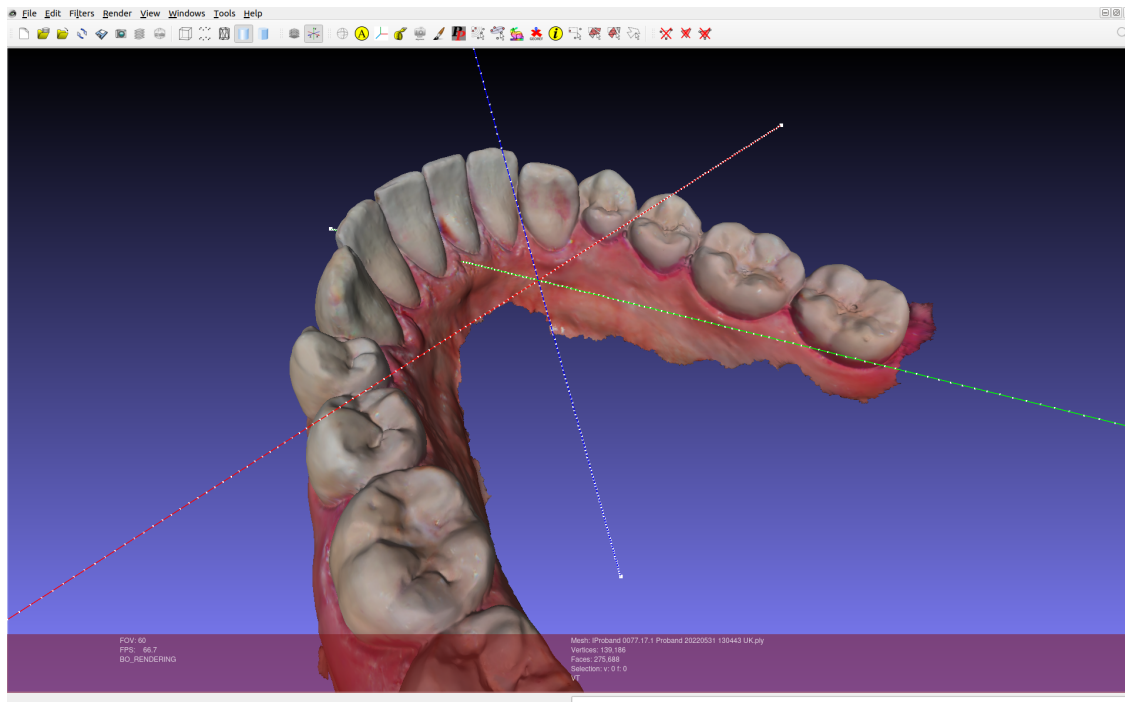 File Edit Filters Render View Windows Tools Help
FOV: 60
FPS: 66.7
BO_RENDERING
Mesh: IProband 0077.17.1 Proband 20220531 130443 UK.ply
Vertices: 139,186
Faces: 275,688
Selection: v: 0 f: 0
VT